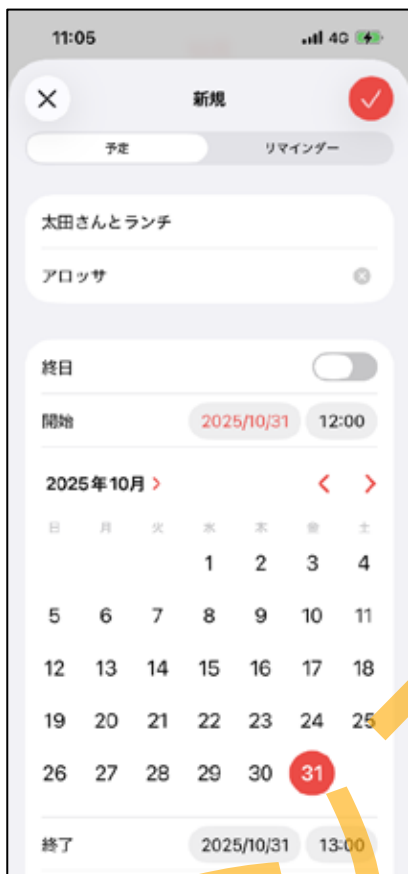 11:05 4G
新規
予定 リマインダー
太田さんとランチ
アロッサ
終日
開始 2025/10/31 12:00
2025年10月
日 月 火 水 木 金 土
1 2 3 4
5 6 7 8 9 10 11
12 13 14 15 16 17 18
19 20 21 22 23 24 25
26 27 28 29 30 31
終了 2025/10/31 13:00